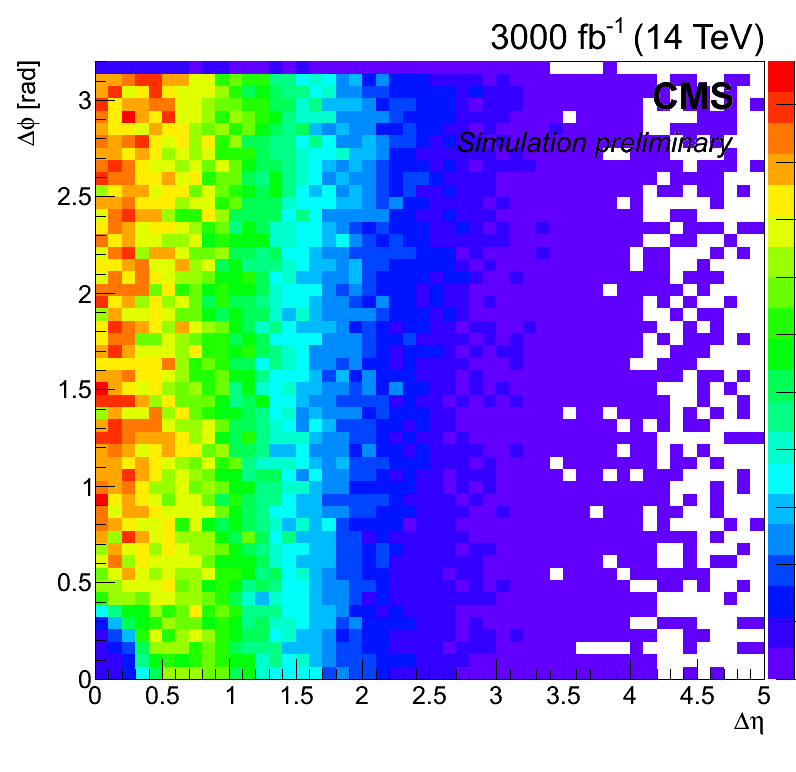 3000 fb⁻¹ (14 TeV)
CMS
Simulation preliminary
Δϕ [rad]
3
2.5
2
1.5
1
0.5
0
0 0.5 1 1.5 2 2.5 3 3.5 4 4.5 5
Δη